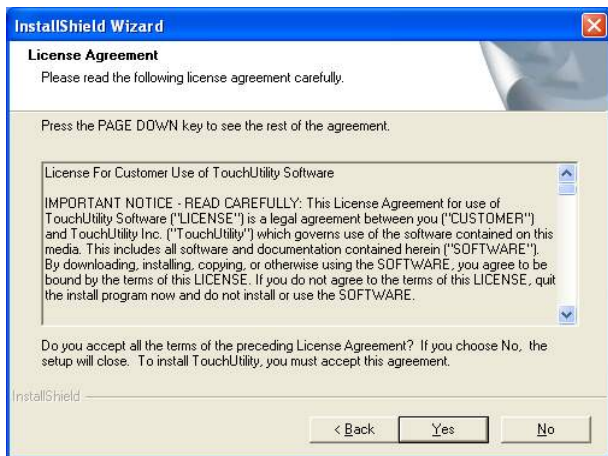 InstallShield Wizard
License Agreement
Please read the following license agreement carefully.
Press the PAGE DOWN key to see the rest of the agreement.
License For Customer Use of TouchUtility Software
IMPORTANT NOTICE - READ CAREFULLY: This License Agreement for use of
TouchUtility Software ("LICENSE") is a legal agreement between you ("CUSTOMER")
and TouchUtility Inc. ("TouchUtility") which governs use of the software contained on this
media. This includes all software and documentation contained herein ("SOFTWARE").
By downloading, installing, copying, or otherwise using the SOFTWARE, you agree to be
bound by the terms of this LICENSE. If you do not agree to the terms of this LICENSE, quit
the install program now and do not install or use the SOFTWARE.
Do you accept all the terms of the preceding License Agreement? If you choose No, the
setup will close. To install TouchUtility, you must accept this agreement.
InstallShield
< Back
Yes
No